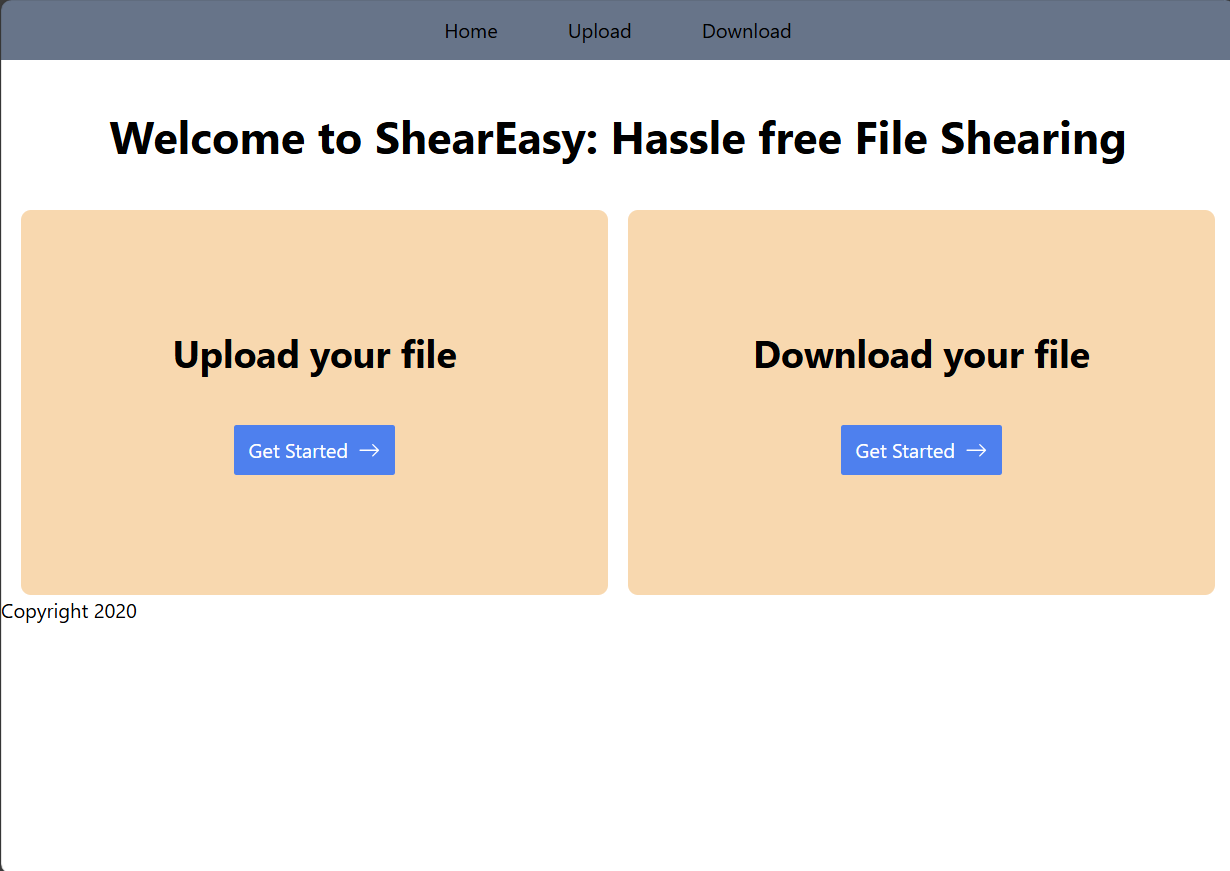 Home Upload Download
Welcome to ShearEasy: Hassle free File Shearing
Upload your file
Get Started →
Download your file
Get Started →
Copyright 2020